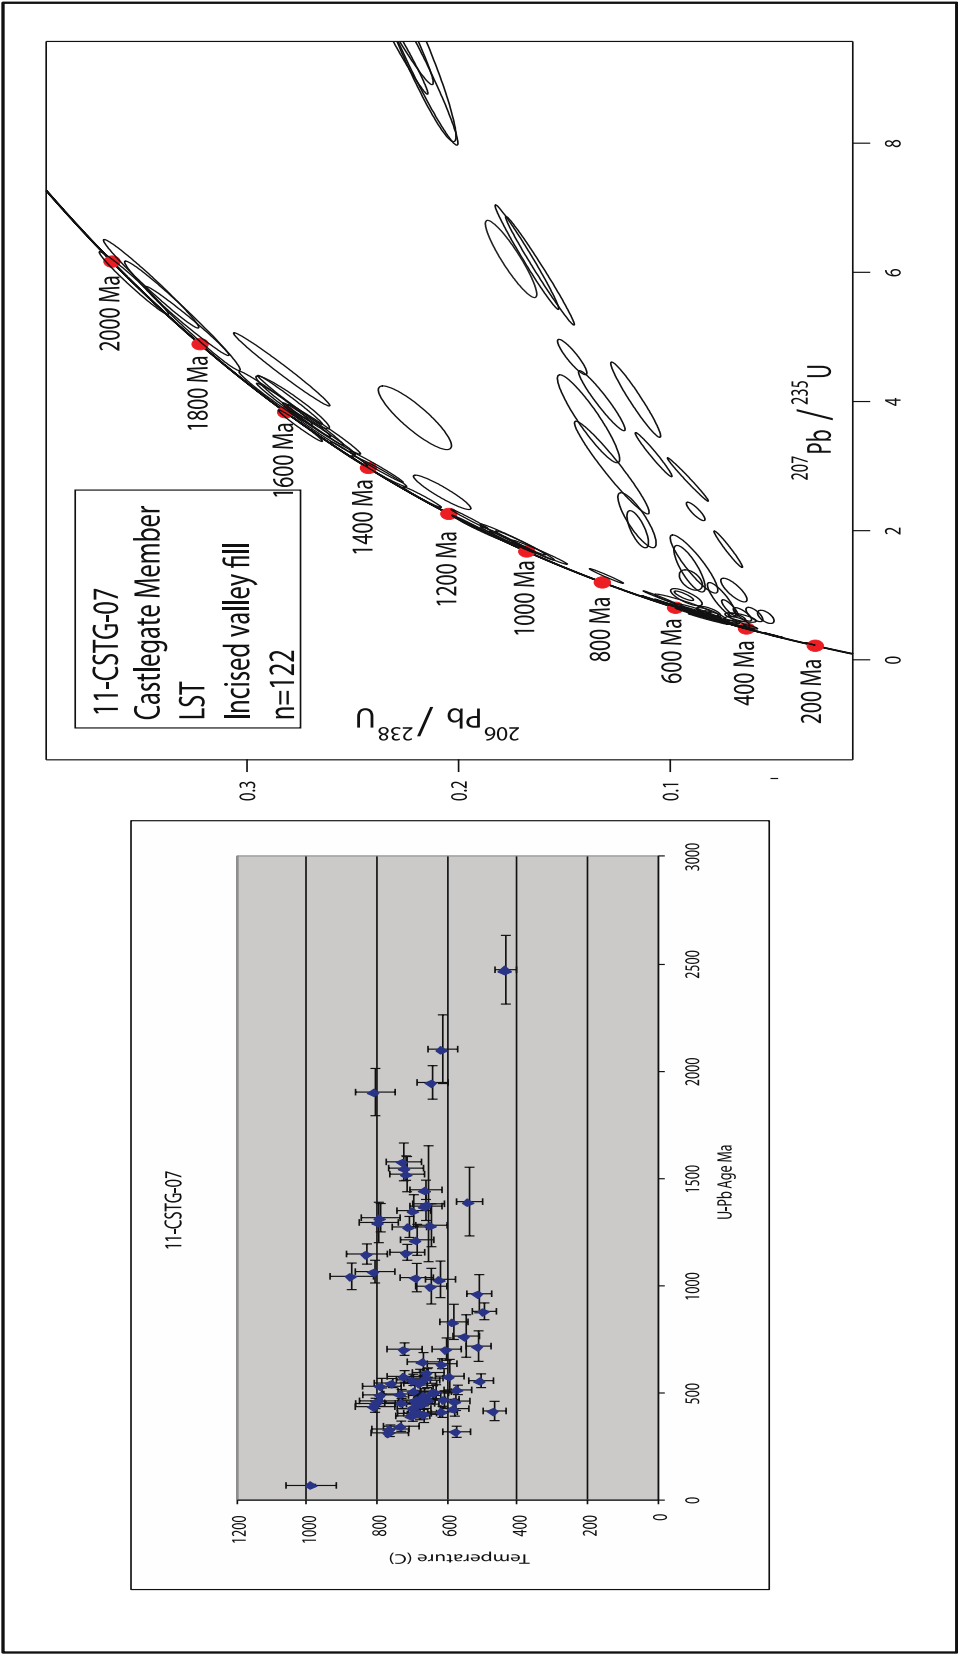 11-CSTG-07
Temperature (C)
1200
1000
800
600
400
200
0
0
500
1000
1500
2000
2500
3000
U-Pb Age Ma
11-CSTG-07
Castlegate Member
LST
Incised valley fill
n=122
206Pb / 238U
0.3
0.2
0.1
2000 Ma
1800 Ma
1600 Ma
1400 Ma
1200 Ma
1000 Ma
800 Ma
600 Ma
400 Ma
200 Ma
0
2
4
6
8
207Pb / 235U